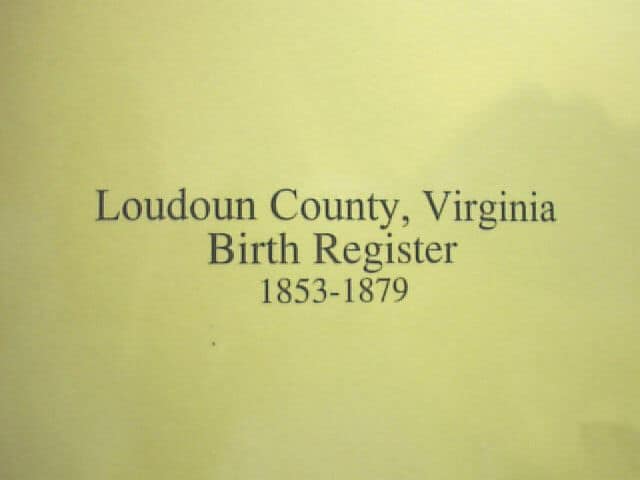 Loudoun County, Virginia
Birth Register
1853-1879